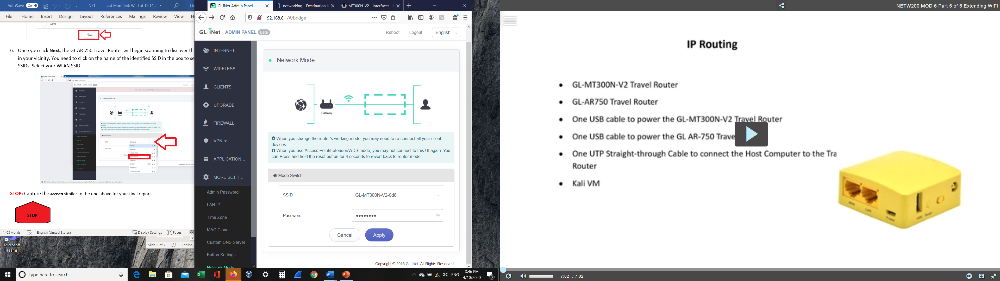 AutoSave On NET... - Last Modified: Wed at 12:14...
File Home Insert Design Layout References Mailings Review View
WDS
Next
6. Once you click Next, the GL AR-750 Travel Router will begin scanning to discover the
in your vicinity. You need to click on the name of the identified SSID in the box to se
SSIDs. Select your WLAN SSID.
Network Mode
STOP: Capture the screen similar to the one above for your final report.
STOP
1463 words English (United States) Display Settings Focus
Microsoft
Teams
Slide 6 of 7 English (
GL.iNet Admin Panel
networking - Destination h
MT300N-V2 - Interfaces -
192.168.8.1/#/bridge
GL·iNet ADMIN PANEL Beta
Reboot Logout English
INTERNET
WIRELESS
CLIENTS
UPGRADE
FIREWALL
VPN
APPLICATION...
MORE SETTI...
Admin Password
LAN IP
Time Zone
MAC Clone
Custom DNS Server
Button Settings
Network Mode
Network Mode
Gateway
When you change the router's working mode, you may need to re-connect all your client
devices.
When you use Access Point/Extender/WDS mode, you may not connect to this UI again. You
can Press and hold the reset button for 4 seconds to revert back to router mode.
Mode Switch
SSID GL-MT300N-V2-0d8
Password ●●●●●●●●
Cancel Apply
Copyright © 2018 GL.iNet. All Rights Reserved.
Type here to search
ENG
3:46 PM
4/10/2020
3
NETW200 MOD 6 Part 5 of 6 Extending WiFi
IP Routing
• GL-MT300N-V2 Travel Router
• GL-AR750 Travel Router
• One USB cable to power the GL-MT300N-V2 Travel Router
• One USB cable to power the GL AR-750 Trave
• One UTP Straight-through Cable to connect the Host Computer to the Tra
Router
• Kali VM
WAN LAN Power USB Reset
7:02 / 7:02
CC